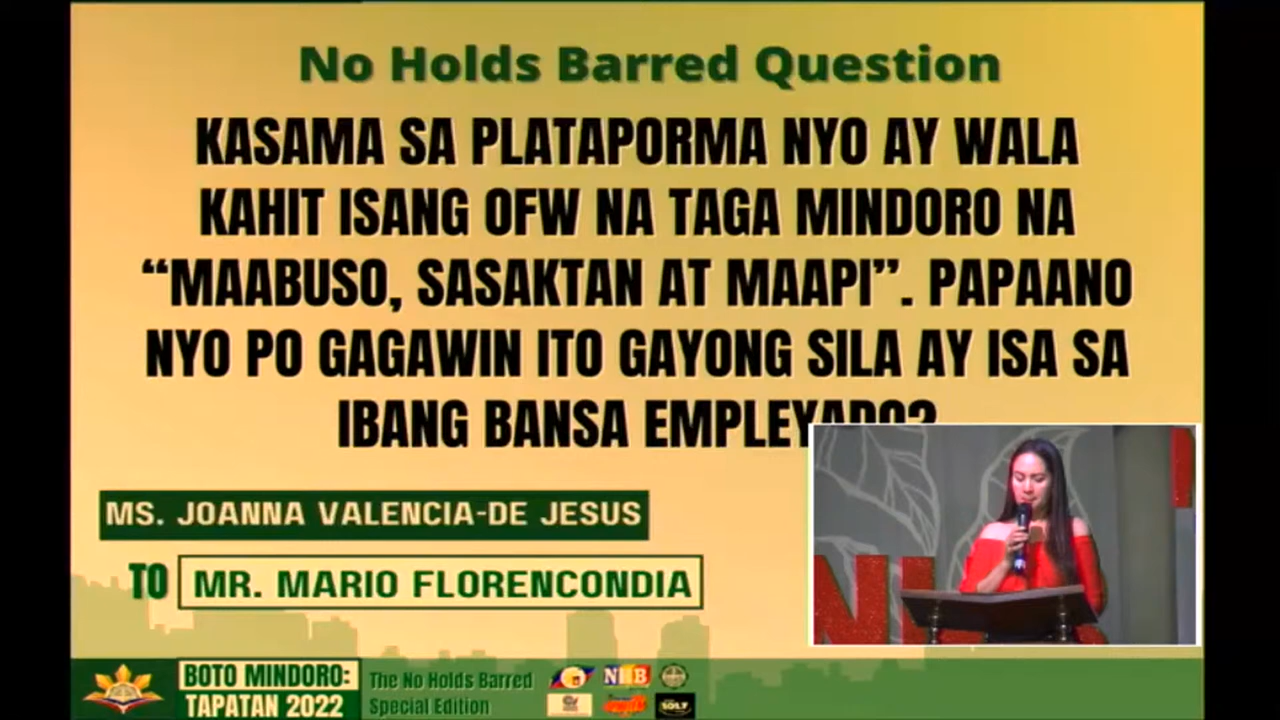 No Holds Barred Question
KASAMA SA PLATAPORMA NYO AY WALA
KAHIT ISANG OFW NA TAGA MINDORO NA
“MAABUSO, SASAKTAN AT MAAPI”. PAPAANO
NYO PO GAGAWIN ITO GAYONG SILA AY ISA SA
IBANG BANSA EMPLEYADO?
MS. JOANNA VALENCIA-DE JESUS
TO MR. MARIO FLORENCONDIA
BOTO MINDORO:
TAPATAN 2022
The No Holds Barred
Special Edition
NHB